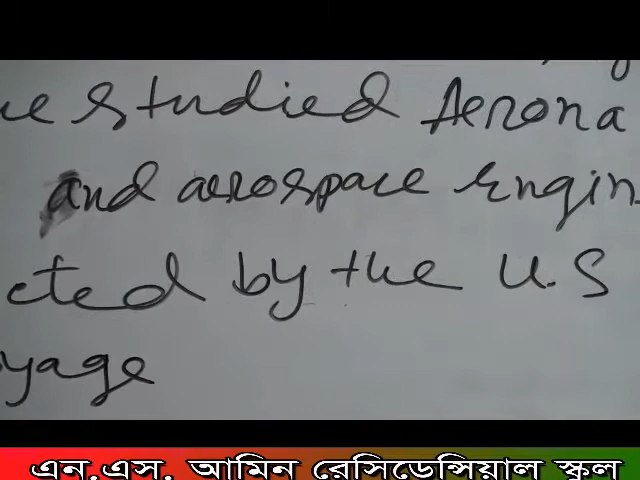 studied Aerona
and aerospace Engin
cted by the U.S
yage
এন.এস. আমিন রেসিডেন্সিয়াল স্কুল